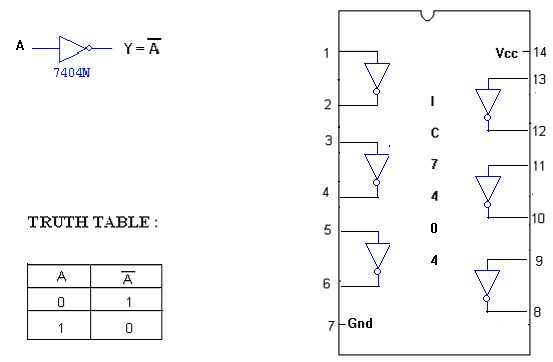 A Y = A̅
7404N
TRUTH TABLE :
A A̅
0 1
1 0
1
2
3
4
5
6
7 Gnd
I
C
7
4
0
4
Vcc 14
13
12
11
10
9
8